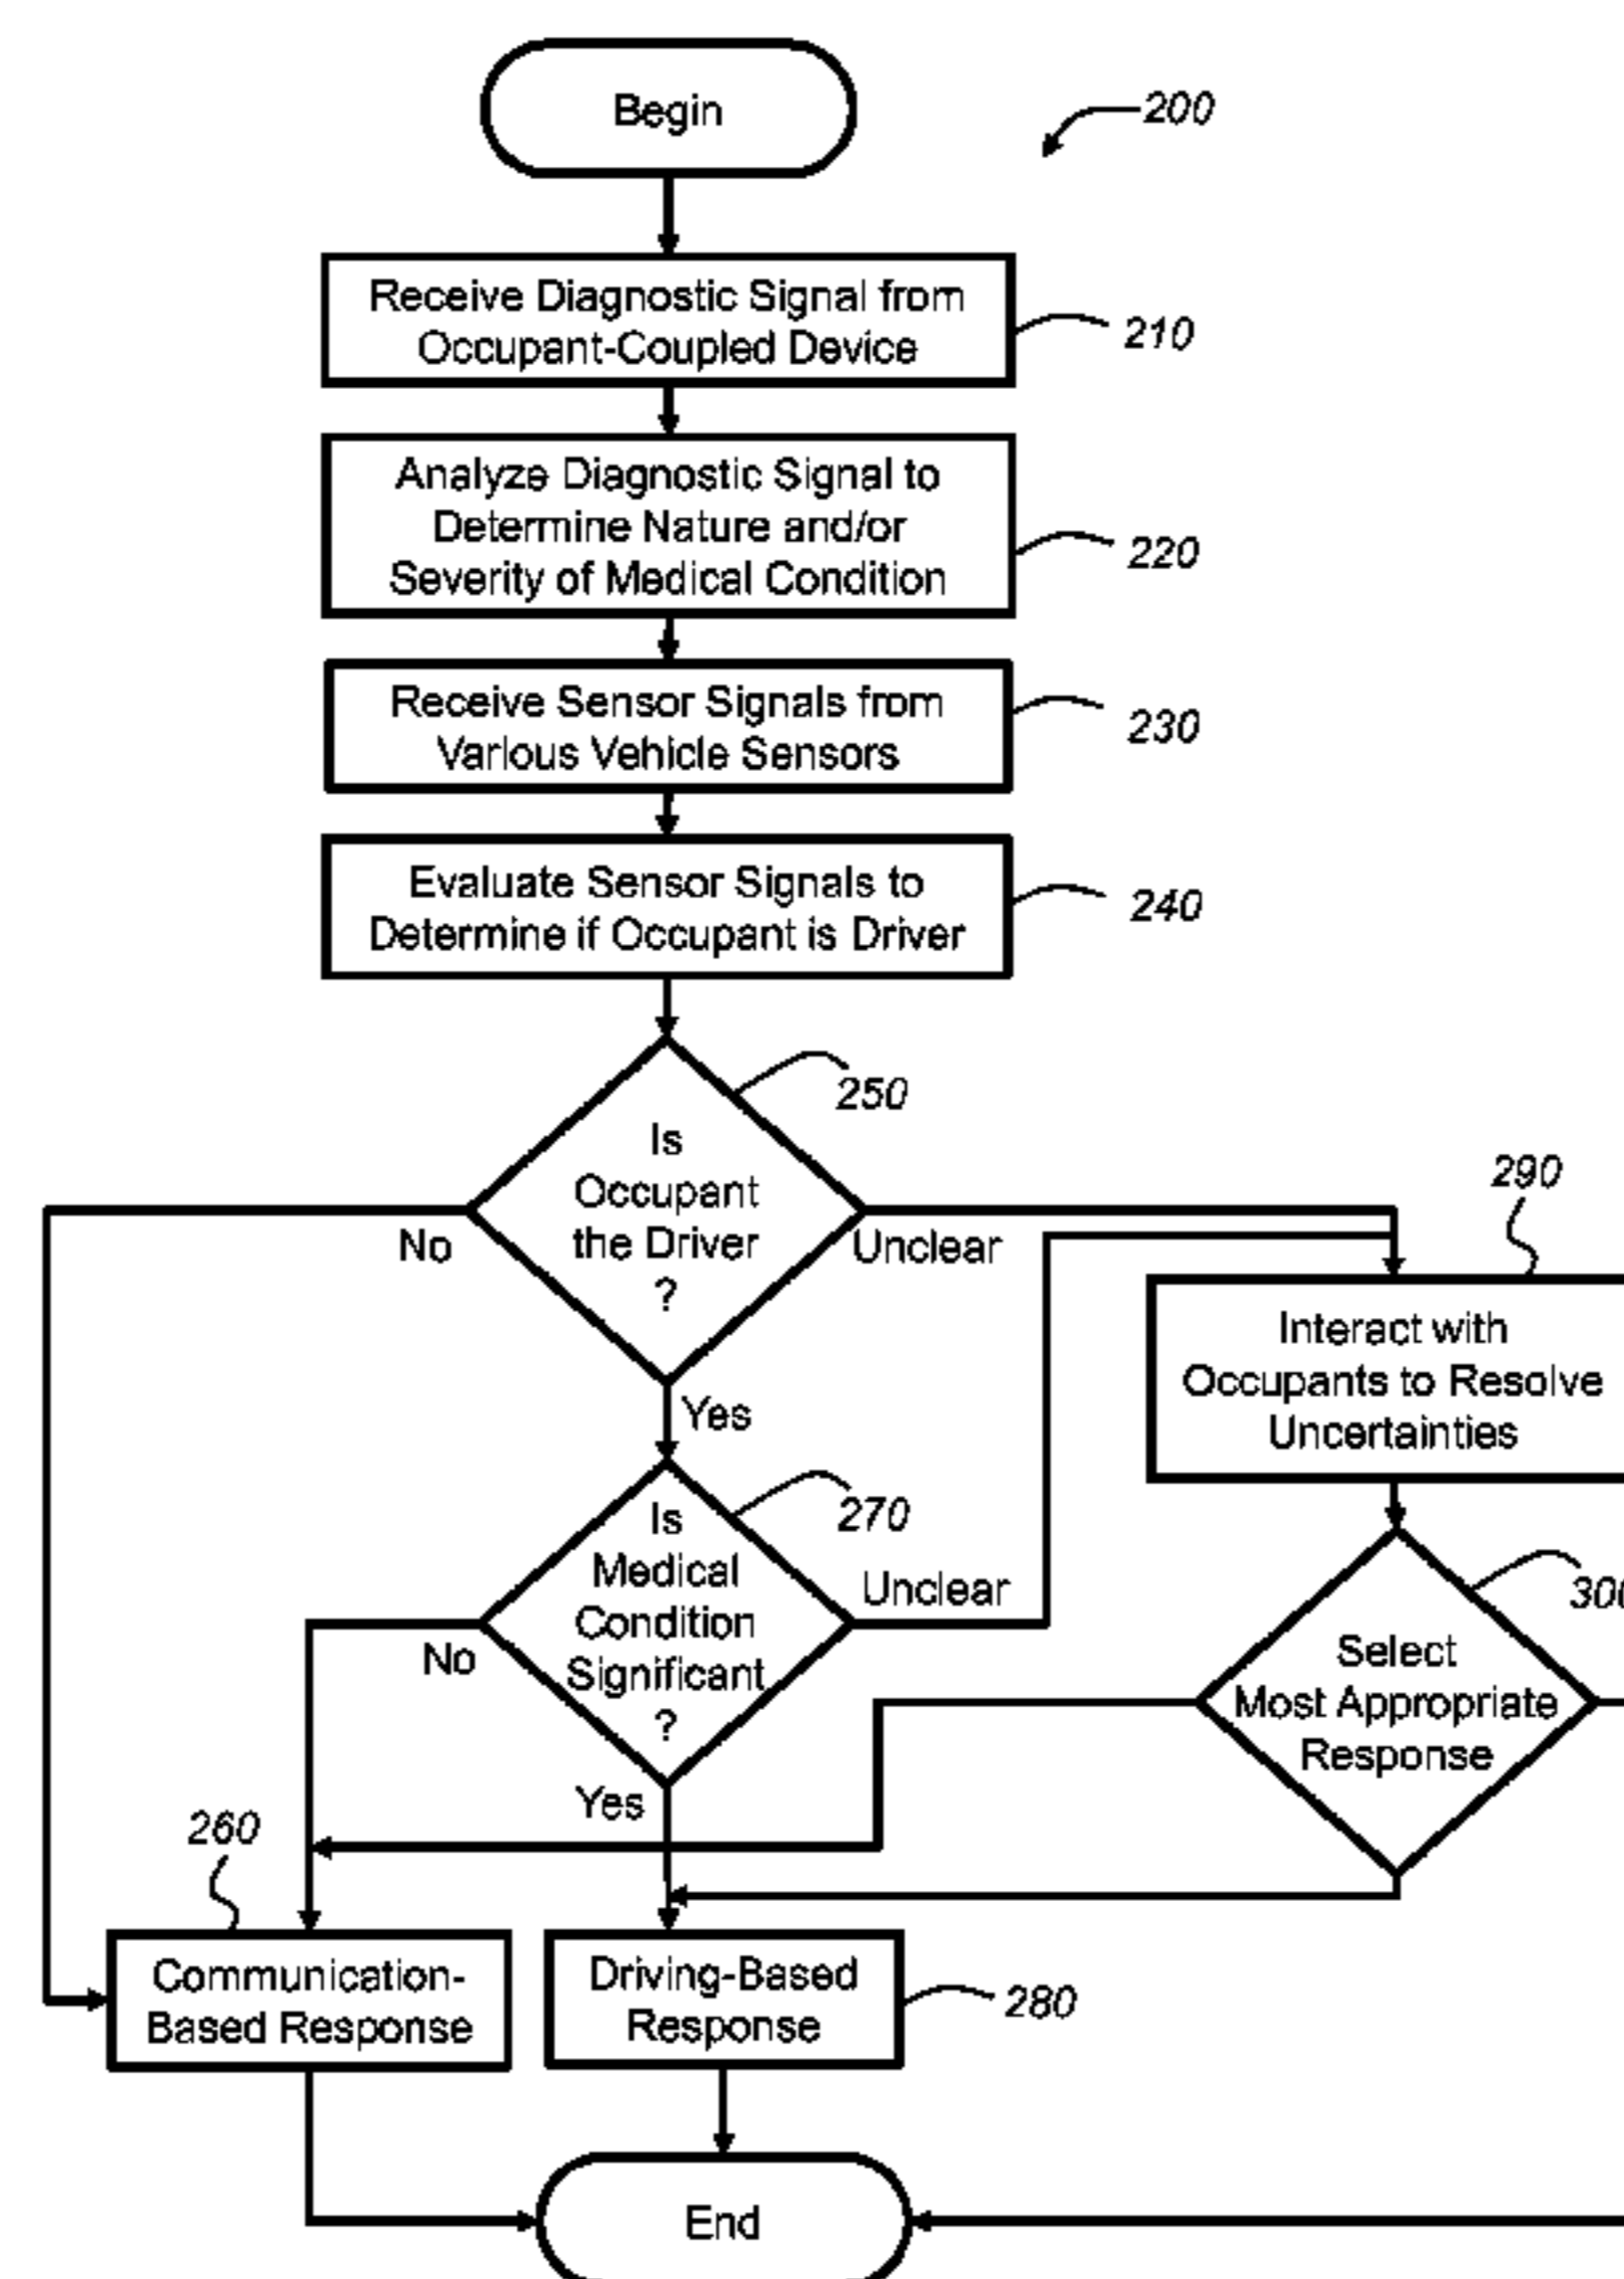 Begin
200
Receive Diagnostic Signal from
Occupant-Coupled Device
210
Analyze Diagnostic Signal to
Determine Nature and/or
Severity of Medical Condition
220
Receive Sensor Signals from
Various Vehicle Sensors
230
Evaluate Sensor Signals to
Determine if Occupant is Driver
240
Is
Occupant
the Driver
?
250
No
Unclear
Yes
290
Interact with
Occupants to Resolve
Uncertainties
Is
Medical
Condition
Significant
?
270
Unclear
No
Yes
300
Select
Most Appropriate
Response
260
Communication-
Based Response
Driving-Based
Response
280
End